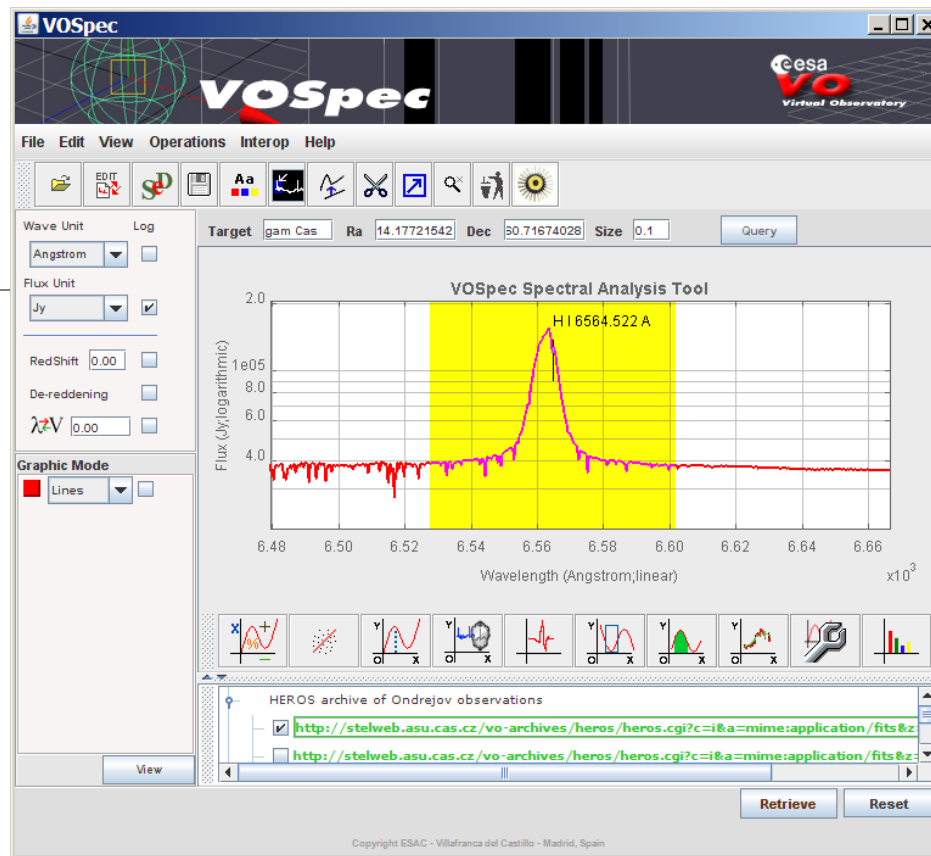 VOSpec
VOSpec
esa
VO
Virtual Observatory
File Edit View Operations Interop Help
EDIT
SED
Aa
Wave Unit Log
Angstrom
Flux Unit
Jy
RedShift 0.00
De-reddening
λ⇄V 0.00
Graphic Mode
Lines
View
Target gam Cas Ra 14.17721542 Dec 60.71674028 Size 0.1 Query
VOSpec Spectral Analysis Tool
H I 6564.522 A
2.0
1e05
8.0
6.0
4.0
Flux (Jy;logarithmic)
6.48 6.50 6.52 6.54 6.56 6.58 6.60 6.62 6.64 6.66
Wavelength (Angstrom;linear)
x10³
X % + −
Y O X
Y O X
Y O X
Y O X
Y O X
HEROS archive of Ondrejov observations
http://stelweb.asu.cas.cz/vo-archives/heros/heros.cgi?c=i&a=mime:application/fits&z=
http://stelweb.asu.cas.cz/vo-archives/heros/heros.cgi?c=i&a=mime:application/fits&z=
Retrieve Reset
Copyright ESAC - Villafranca del Castillo - Madrid, Spain